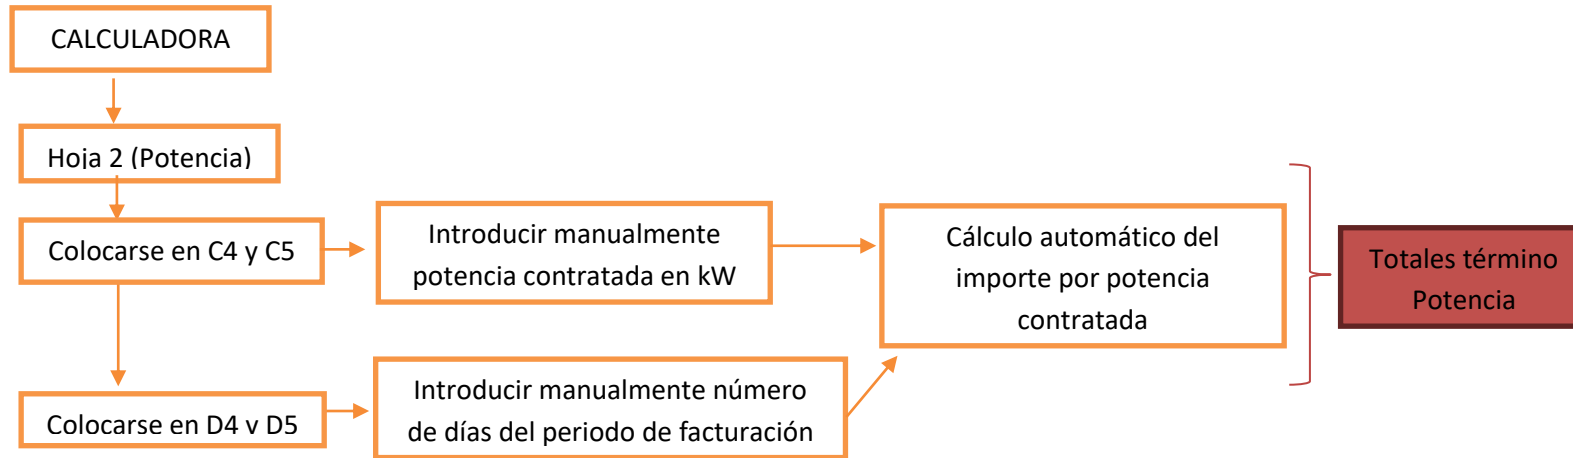 CALCULADORA
Hoja 2 (Potencia)
Colocarse en C4 y C5
Introducir manualmente
potencia contratada en kW
Cálculo automático del
importe por potencia
contratada
Totales término
Potencia
Colocarse en D4 y D5
Introducir manualmente número
de días del periodo de facturación